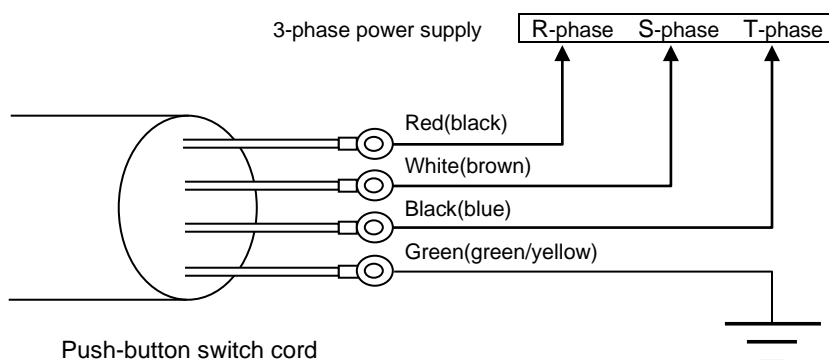 3-phase power supply R-phase S-phase T-phase
Red(black)
White(brown)
Black(blue)
Green(green/yellow)
Push-button switch cord